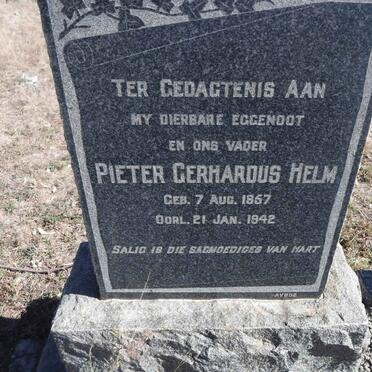 TER GEDAGTENIS AAN
MY DIERBARE EGGENOOT
EN ONS VADER
PIETER GERHARDUS HELM
GEB. 7 AUG. 1867
OORL. 21 JAN. 1942
SALIG IS DIE SAGMOEDIGES VAN HART